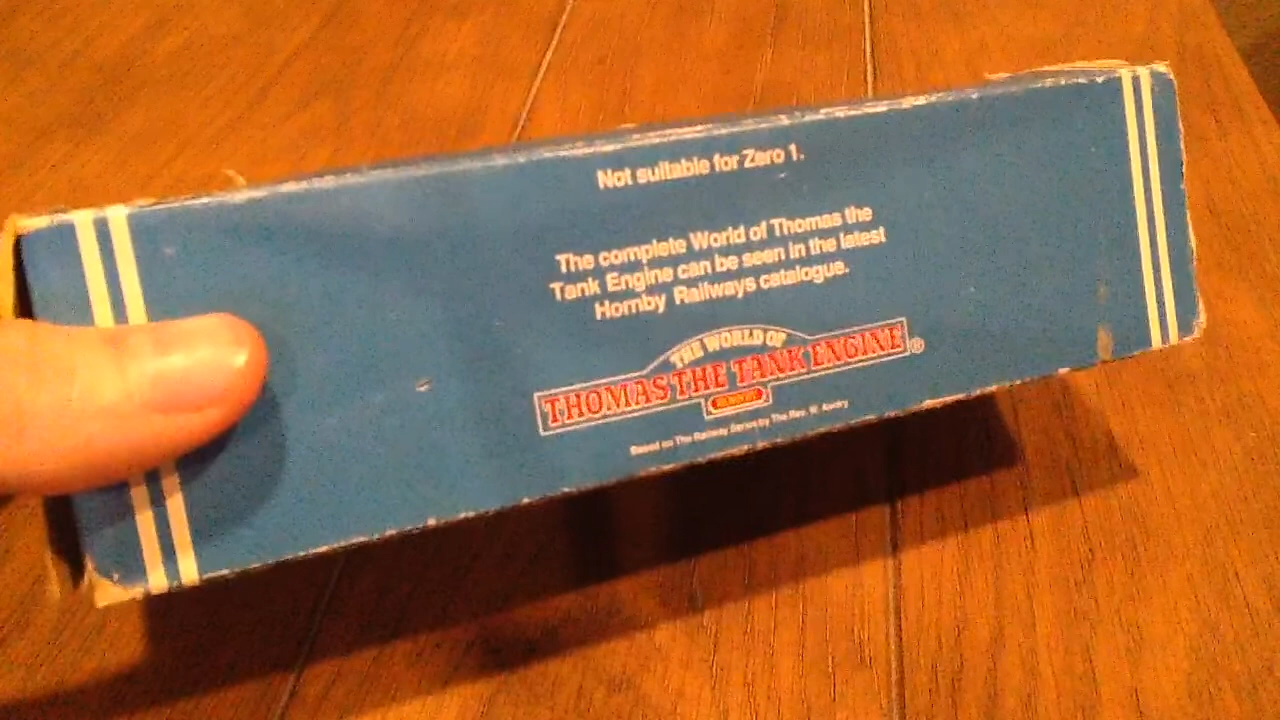 Not suitable for Zero 1.
The complete World of Thomas the
Tank Engine can be seen in the latest
Hornby Railways catalogue.
THE WORLD OF
THOMAS THE TANK ENGINE ®
HORNBY
Based on The Railway Series by The Rev. W. Awdry